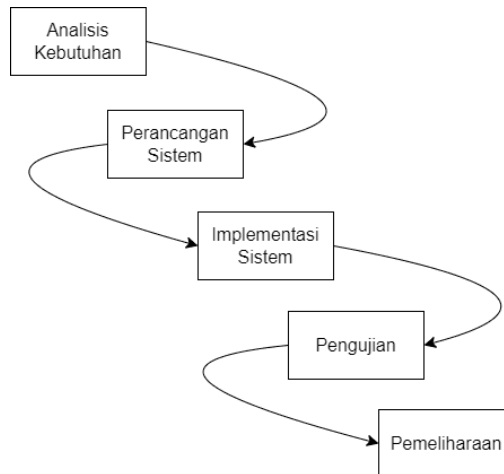 Analisis
Kebutuhan
Perancangan
Sistem
Implementasi
Sistem
Pengujian
Pemeliharaan